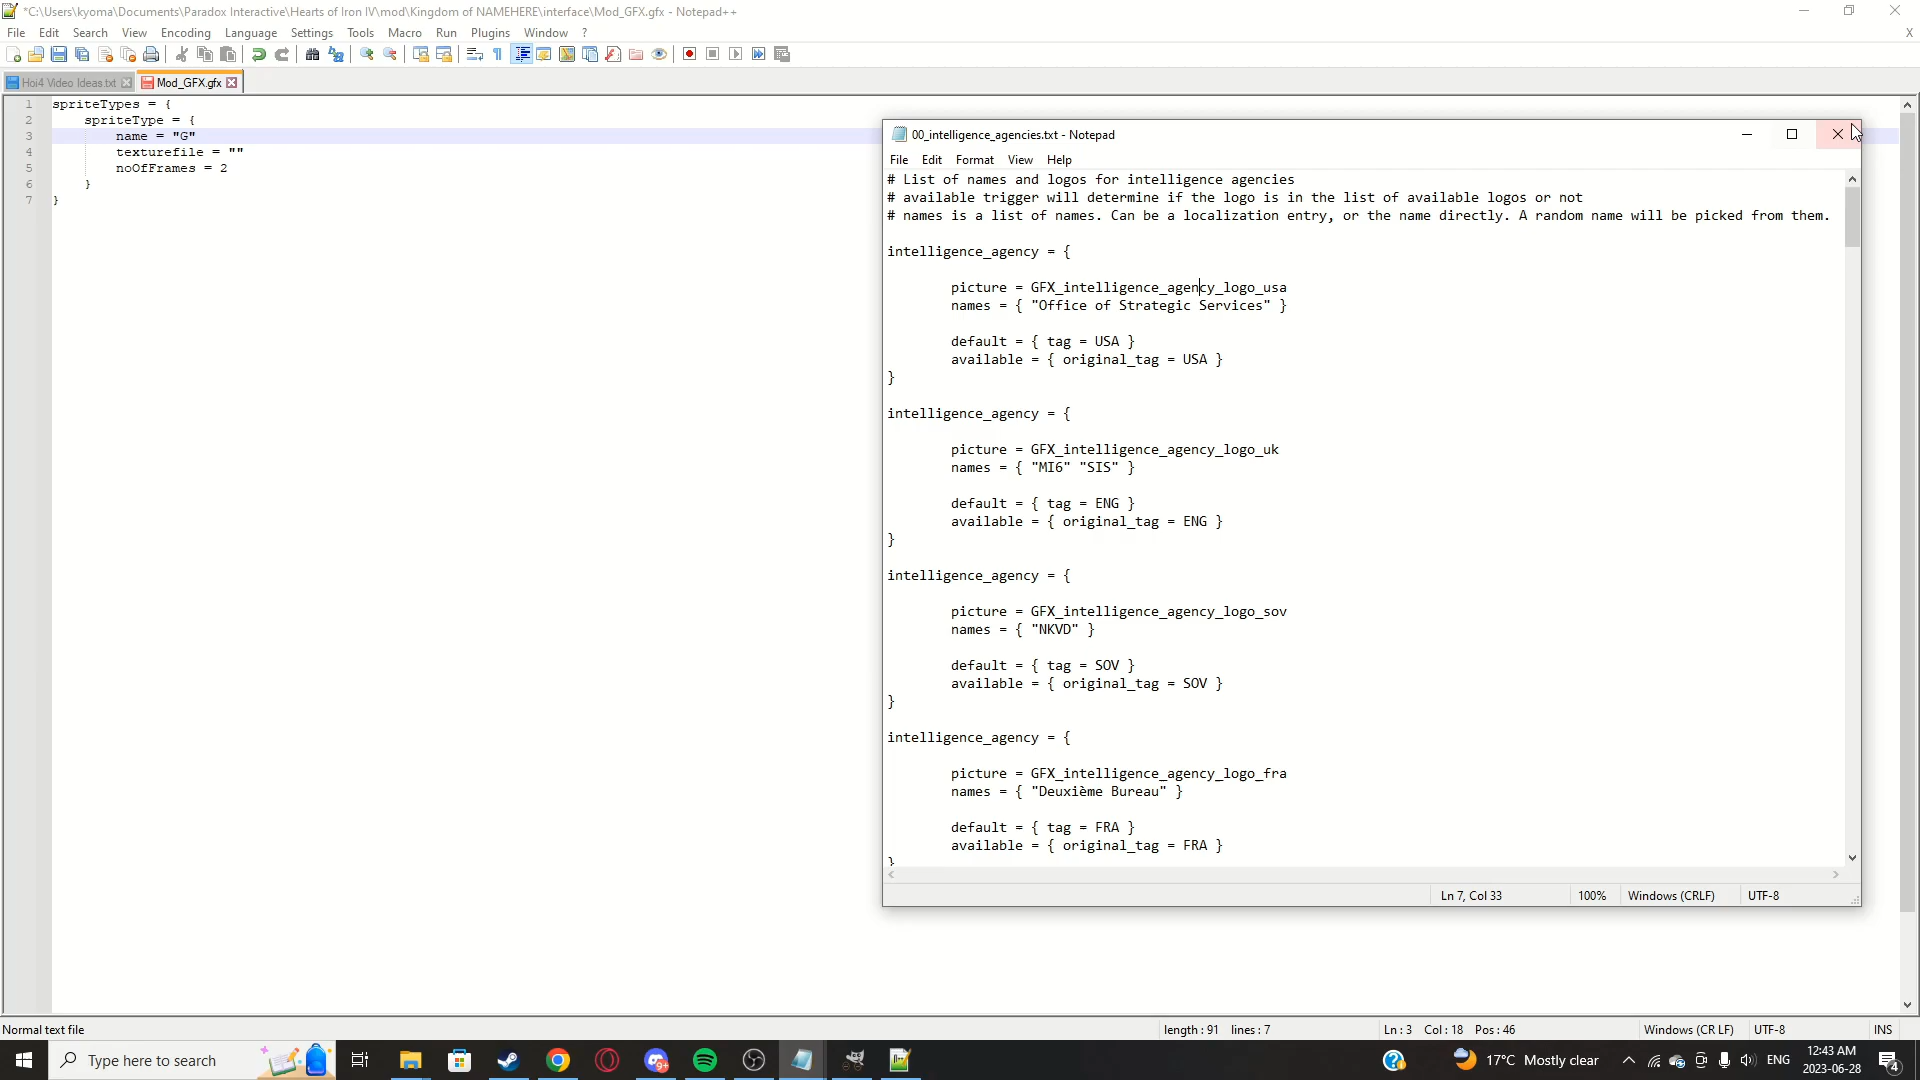 *C:\Users\kyoma\Documents\Paradox Interactive\Hearts of Iron IV\mod\Kingdom of NAMEHERE\interface\Mod_GFX.gfx - Notepad++
File Edit Search View Encoding Language Settings Tools Macro Run Plugins Window ? X
Hoi4 Video Ideas.txt Mod_GFX.gfx
1 spriteTypes = {
2 spriteType = {
3 name = "G"
4 texturefile = ""
5 noOfFrames = 2
6 }
7 }
00_intelligence_agencies.txt - Notepad
File Edit Format View Help
# List of names and logos for intelligence agencies
# available trigger will determine if the logo is in the list of available logos or not
# names is a list of names. Can be a localization entry, or the name directly. A random name will be picked from them.
intelligence_agency = {
picture = GFX_intelligence_agency_logo_usa
names = { "Office of Strategic Services" }
default = { tag = USA }
available = { original_tag = USA }
}
intelligence_agency = {
picture = GFX_intelligence_agency_logo_uk
names = { "MI6" "SIS" }
default = { tag = ENG }
available = { original_tag = ENG }
}
intelligence_agency = {
picture = GFX_intelligence_agency_logo_sov
names = { "NKVD" }
default = { tag = SOV }
available = { original_tag = SOV }
}
intelligence_agency = {
picture = GFX_intelligence_agency_logo_fra
names = { "Deuxième Bureau" }
default = { tag = FRA }
available = { original_tag = FRA }
}
Ln 7, Col 33 100% Windows (CRLF) UTF-8
Normal text file length : 91 lines : 7 Ln : 3 Col : 18 Pos : 46 Windows (CR LF) UTF-8 INS
Type here to search 9+ 17°C Mostly clear ENG 12:43 AM 4
2023-06-28